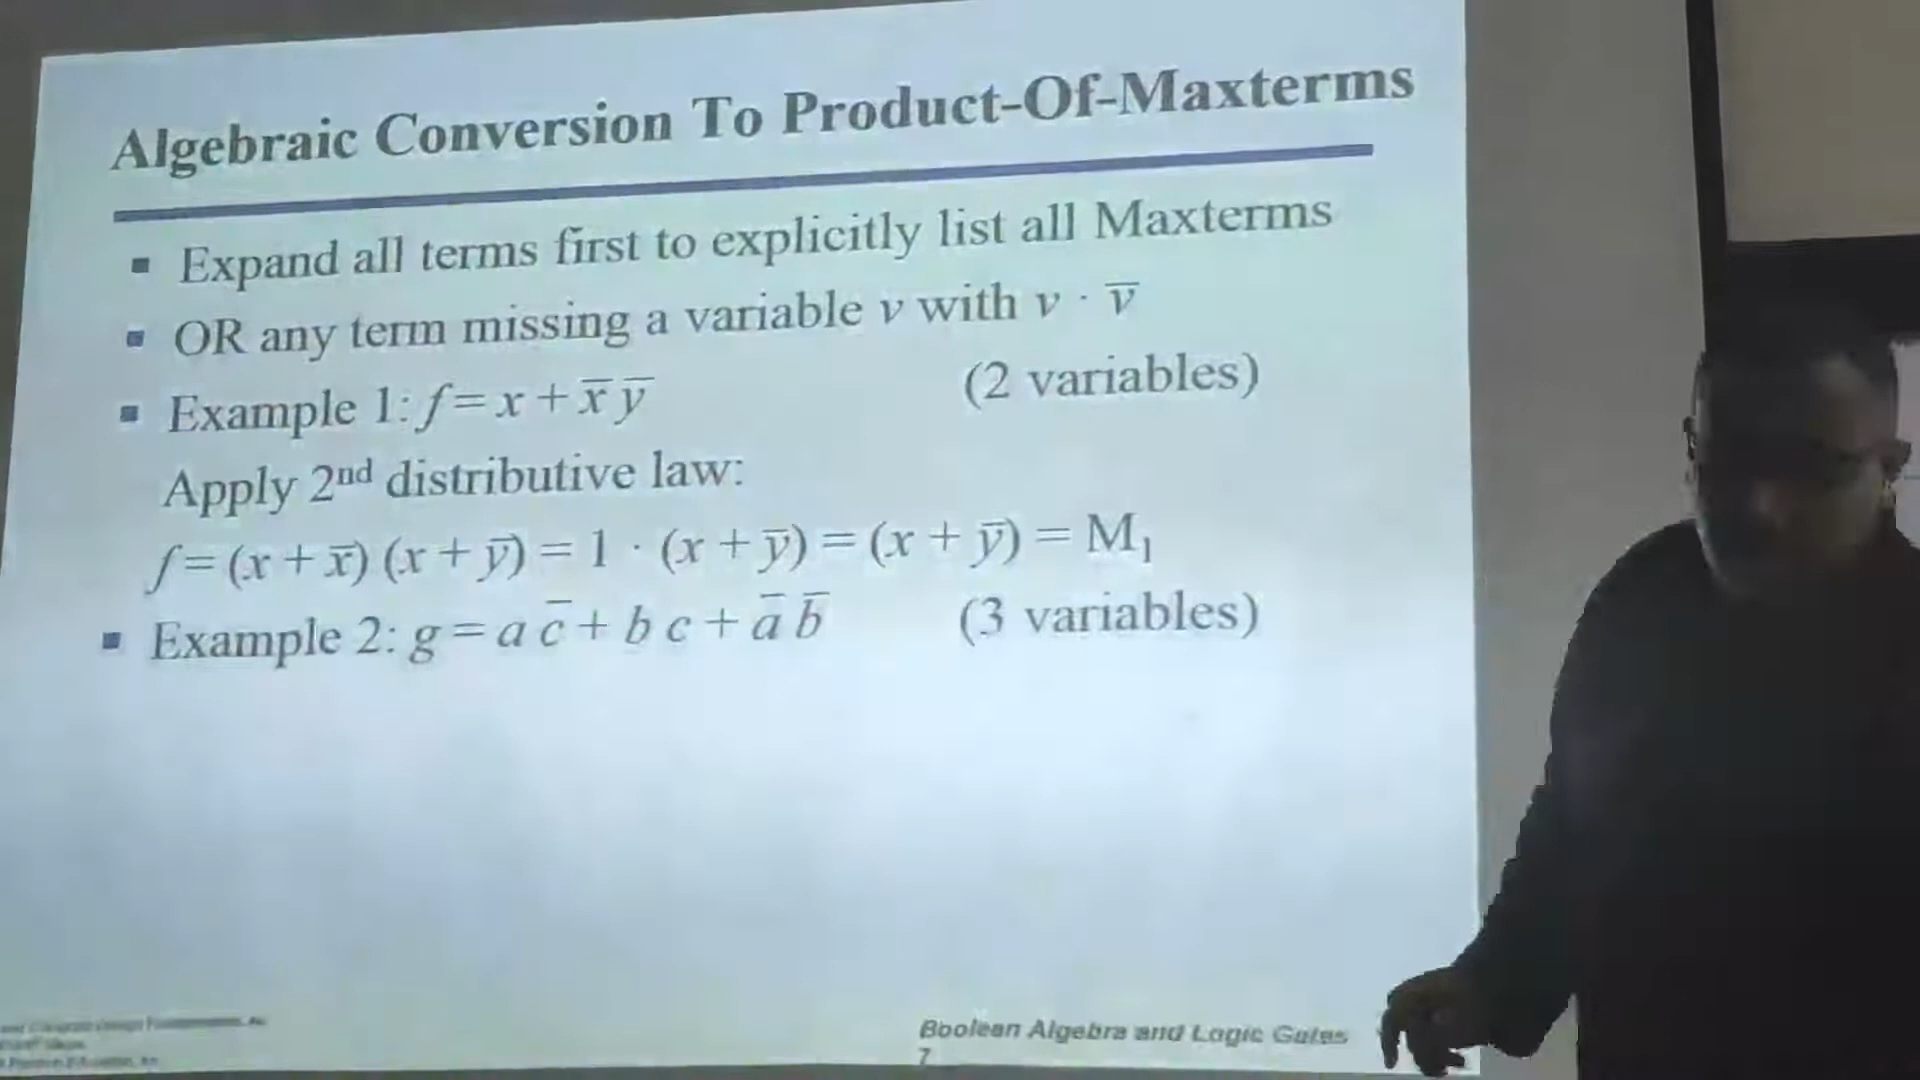 Algebraic Conversion To Product-Of-Maxterms
▪ Expand all terms first to explicitly list all Maxterms
▪ OR any term missing a variable v with v · v̅
▪ Example 1: f = x + x̅ y̅ (2 variables)
Apply 2nd distributive law:
f = (x + x̅) (x + y̅) = 1 · (x + y̅) = (x + y̅) = M₁
▪ Example 2: g = a c̅ + b c + a̅ b̅ (3 variables)
Boolean Algebra and Logic Gates
7